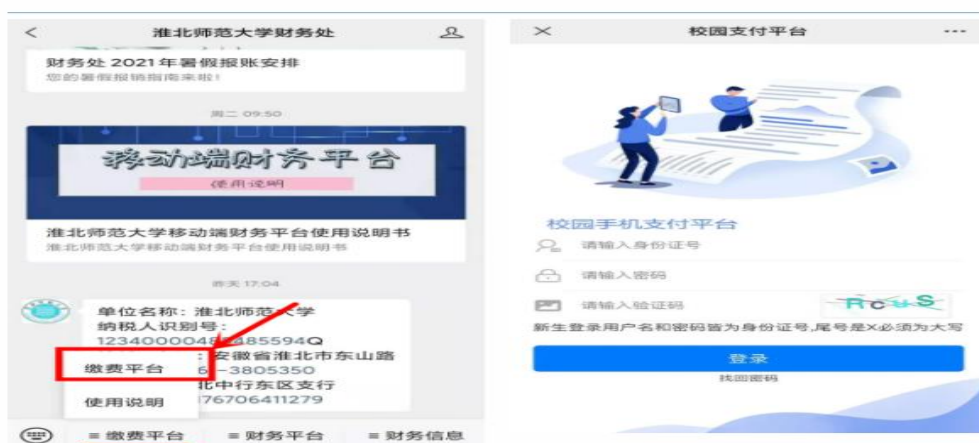 淮北师范大学财务处
财务处 2021年暑假报账安排
您的暑假报销指南来啦!
周二 09:50
移动端财务平台
使用说明
淮北师范大学移动端财务平台使用说明书
淮北师范大学移动端财务平台使用说明书
昨天 17:04
单位名称：淮北师范大学
纳税人识别号：
：安徽省淮北市东山路
-3805350
北中行东区支行
76706411279
缴费平台
使用说明
≡ 缴费平台
≡ 财务平台
≡ 财务信息
校园支付平台
校园手机支付平台
请输入身份证号
请输入密码
请输入验证码
新生登录用户名和密码皆为身份证号,尾号是X必须为大写
登录
找回密码